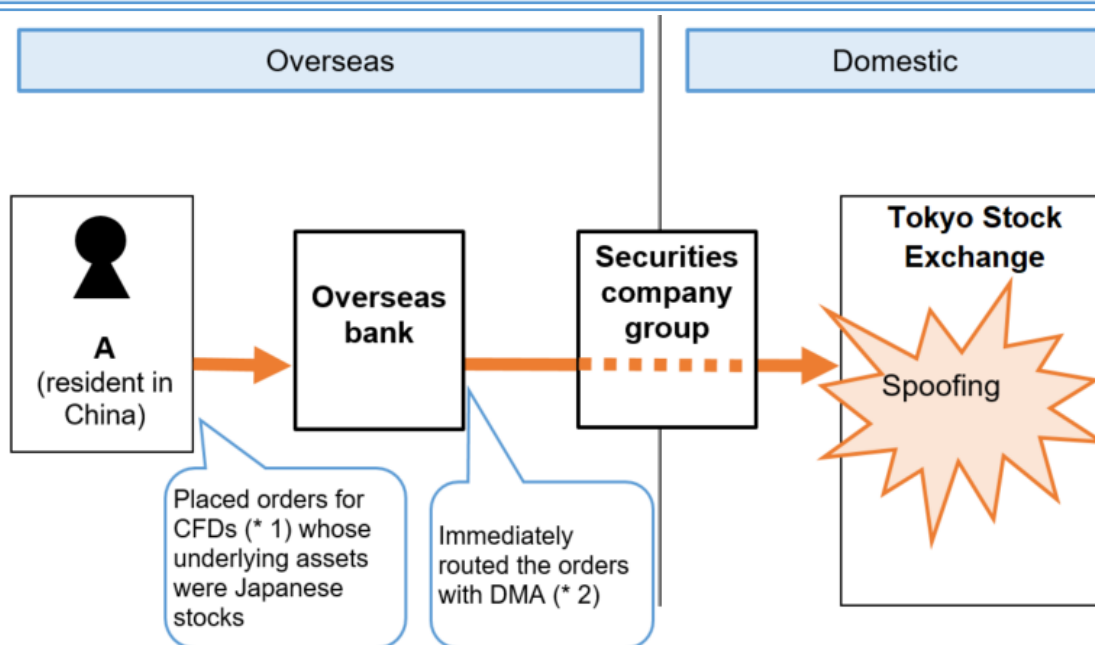 Overseas
Domestic
A
(resident in
China)
Overseas
bank
Securities
company
group
Tokyo Stock
Exchange
Spoofing
Placed orders for
CFDs (* 1) whose
underlying assets
were Japanese
stocks
Immediately
routed the orders
with DMA (* 2)